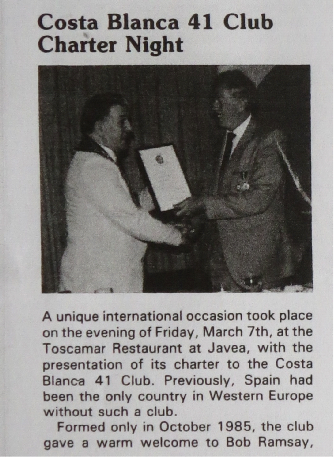 Costa Blanca 41 Club
Charter Night
A unique international occasion took place
on the evening of Friday, March 7th, at the
Toscamar Restaurant at Javea, with the
presentation of its charter to the Costa
Blanca 41 Club. Previously, Spain had
been the only country in Western Europe
without such a club.
Formed only in October 1985, the club
gave a warm welcome to Bob Ramsay,